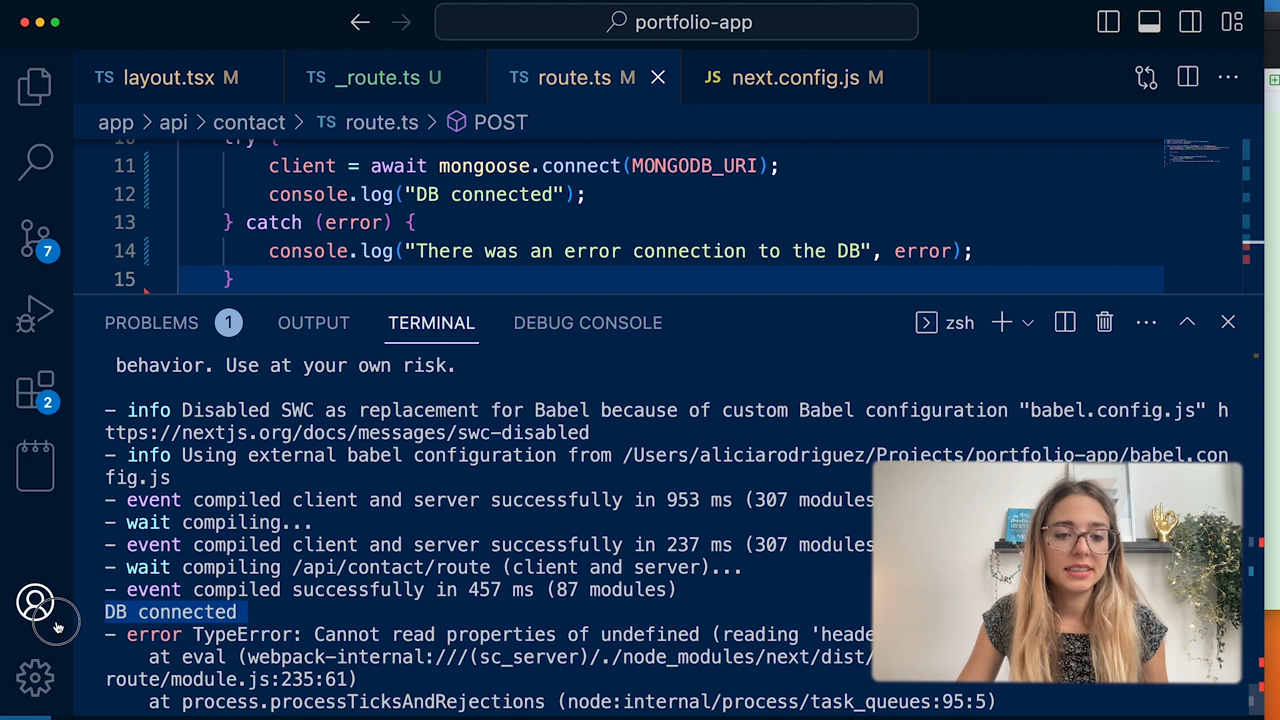 portfolio-app
TS layout.tsx M
TS _route.ts U
TS route.ts M
JS next.config.js M
app > api > contact > TS route.ts > POST
10 try {
11 client = await mongoose.connect(MONGODB_URI);
12 console.log("DB connected");
13 } catch (error) {
14 console.log("There was an error connection to the DB", error);
15 }
7
2
PROBLEMS 1 OUTPUT TERMINAL DEBUG CONSOLE zsh
behavior. Use at your own risk.
- info Disabled SWC as replacement for Babel because of custom Babel configuration "babel.config.js" h
ttps://nextjs.org/docs/messages/swc-disabled
- info Using external babel configuration from /Users/aliciarodriguez/Projects/portfolio-app/babel.con
fig.js
- event compiled client and server successfully in 953 ms (307 modules
- wait compiling...
- event compiled client and server successfully in 237 ms (307 modules
- wait compiling /api/contact/route (client and server)...
- event compiled successfully in 457 ms (87 modules)
DB connected
- error TypeError: Cannot read properties of undefined (reading 'heade
at eval (webpack-internal:///(sc_server)/./node_modules/next/dist/
route/module.js:235:61)
at process.processTicksAndRejections (node:internal/process/task_queues:95:5)